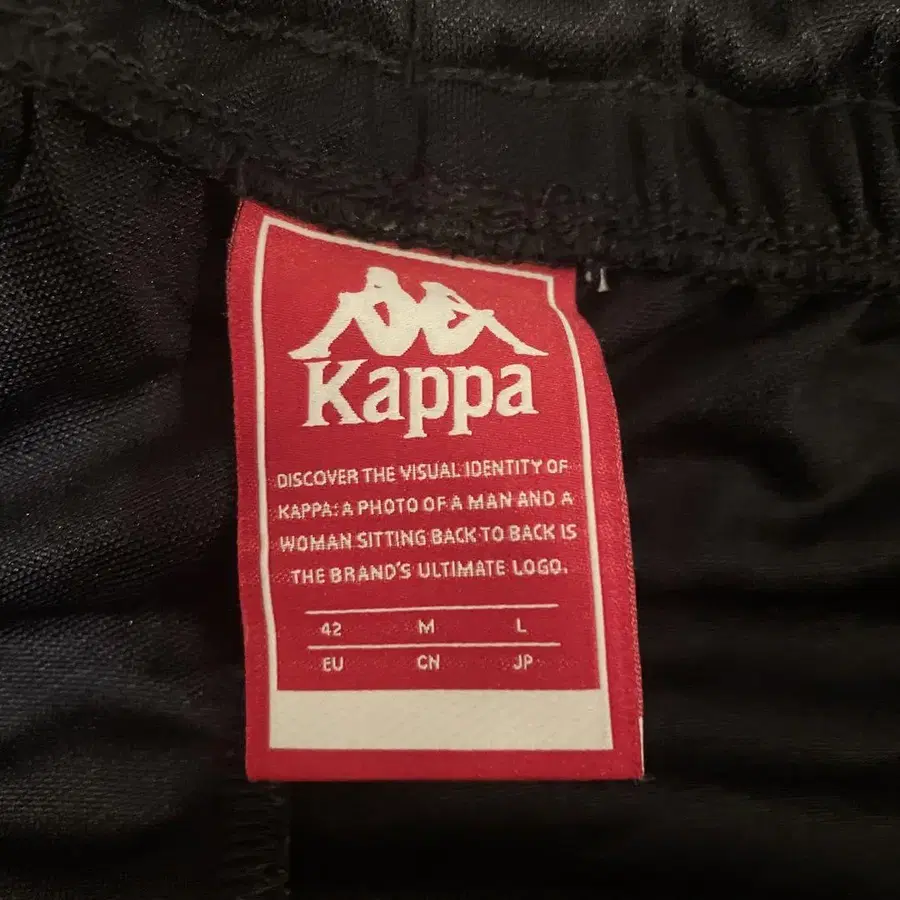 Kappa
DISCOVER THE VISUAL IDENTITY OF
KAPPA: A PHOTO OF A MAN AND A
WOMAN SITTING BACK TO BACK IS
THE BRAND'S ULTIMATE LOGO.
42 M L
EU CN JP